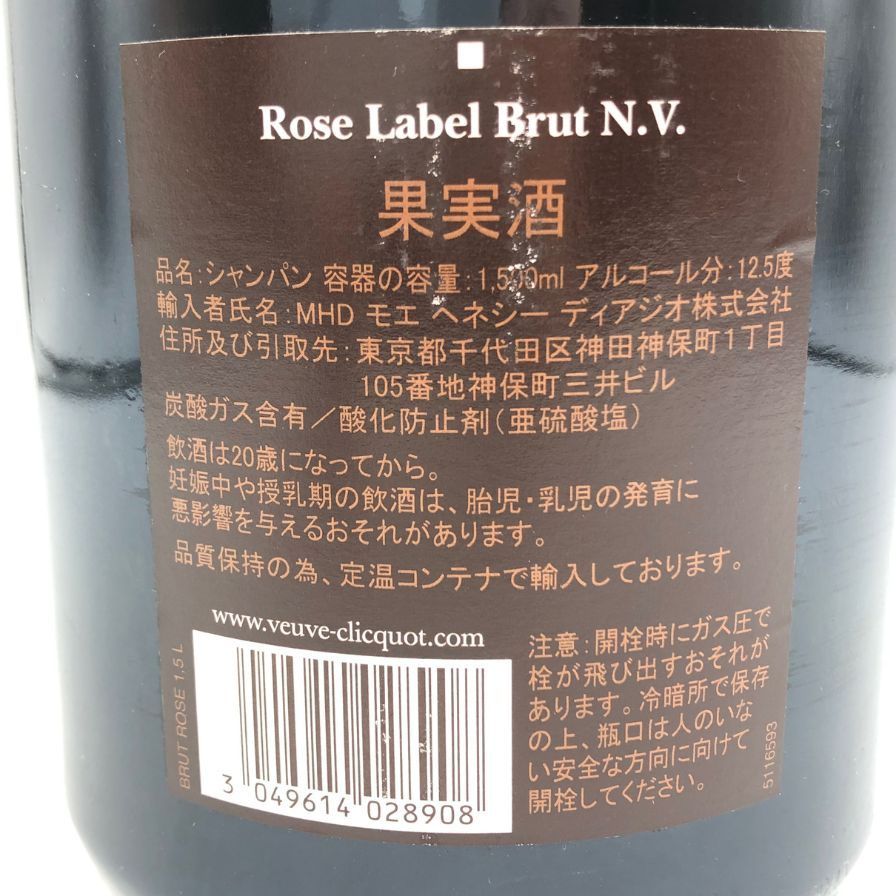 Rose Label Brut N.V.
果実酒
品名:シャンパン 容器の容量:1,500ml アルコール分:12.5度
輸入者氏名:MHD モエ ヘネシー ディアジオ株式会社
住所及び引取先:東京都千代田区神田神保町1丁目
105番地神保町三井ビル
炭酸ガス含有/酸化防止剤(亜硫酸塩)
飲酒は20歳になってから。
妊娠中や授乳期の飲酒は、胎児・乳児の発育に
悪影響を与えるおそれがあります。
品質保持の為、定温コンテナで輸入しております。
www.veuve-clicquot.com
BRUT ROSE 1.5 L
3 049614 028908
注意:開栓時にガス圧で
栓が飛び出すおそれが
あります。冷暗所で保存
の上、瓶口は人のいな
い安全な方向に向けて
開栓してください。
5116593